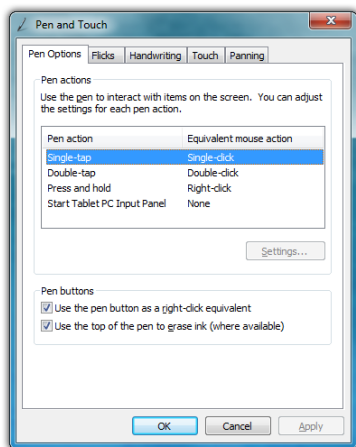 Pen and Touch
Pen Options Flicks Handwriting Touch Panning
Pen actions
Use the pen to interact with items on the screen. You can adjust
the settings for each pen action.
Pen action Equivalent mouse action
Single-tap Single-click
Double-tap Double-click
Press and hold Right-click
Start Tablet PC Input Panel None
Settings...
Pen buttons
Use the pen button as a right-click equivalent
Use the top of the pen to erase ink (where available)
OK Cancel Apply